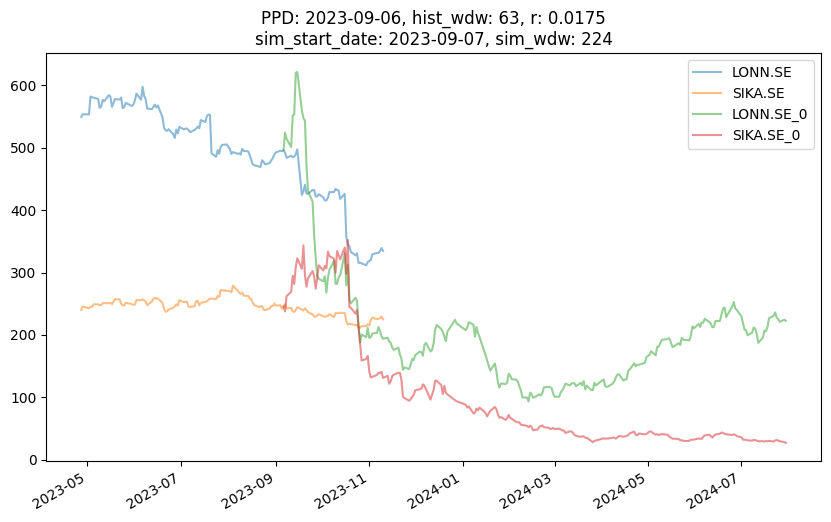 PPD: 2023-09-06, hist_wdw: 63, r: 0.0175
sim_start_date: 2023-09-07, sim_wdw: 224
LONN.SE
SIKA.SE
LONN.SE_0
SIKA.SE_0
600
500
400
300
200
100
0
2023-05
2023-07
2023-09
2023-11
2024-01
2024-03
2024-05
2024-07